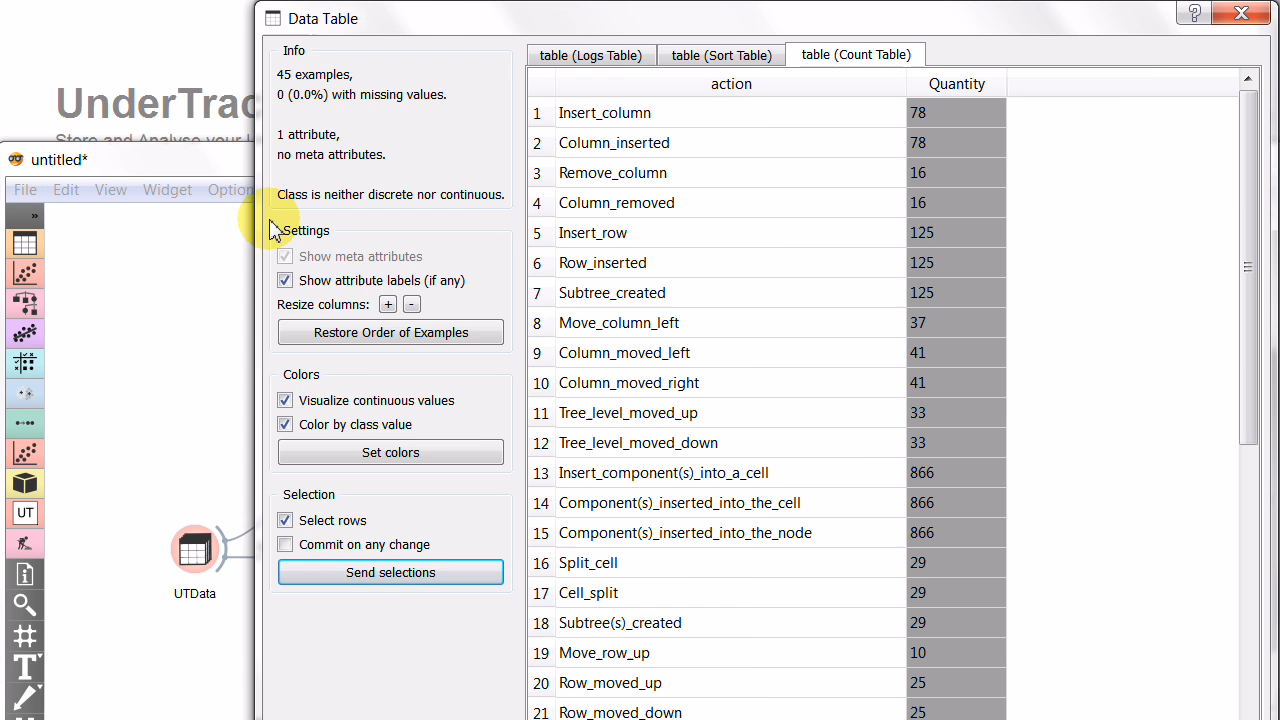 Data Table
Info
45 examples,
0 (0.0%) with missing values.
1 attribute,
no meta attributes.
Class is neither discrete nor continuous.
Settings
Show meta attributes
Show attribute labels (if any)
Resize columns: + -
Restore Order of Examples
Colors
Visualize continuous values
Color by class value
Set colors
Selection
Select rows
Commit on any change
Send selections
table (Logs Table) table (Sort Table) table (Count Table)
action Quantity
1 Insert_column 78
2 Column_inserted 78
3 Remove_column 16
4 Column_removed 16
5 Insert_row 125
6 Row_inserted 125
7 Subtree_created 125
8 Move_column_left 37
9 Column_moved_left 41
10 Column_moved_right 41
11 Tree_level_moved_up 33
12 Tree_level_moved_down 33
13 Insert_component(s)_into_a_cell 866
14 Component(s)_inserted_into_the_cell 866
15 Component(s)_inserted_into_the_node 866
16 Split_cell 29
17 Cell_split 29
18 Subtree(s)_created 29
19 Move_row_up 10
20 Row_moved_up 25
21 Row_moved_down 25
UnderTrac
Store and Analyse your
untitled*
File Edit View Widget Option
»
UT
T
UTData